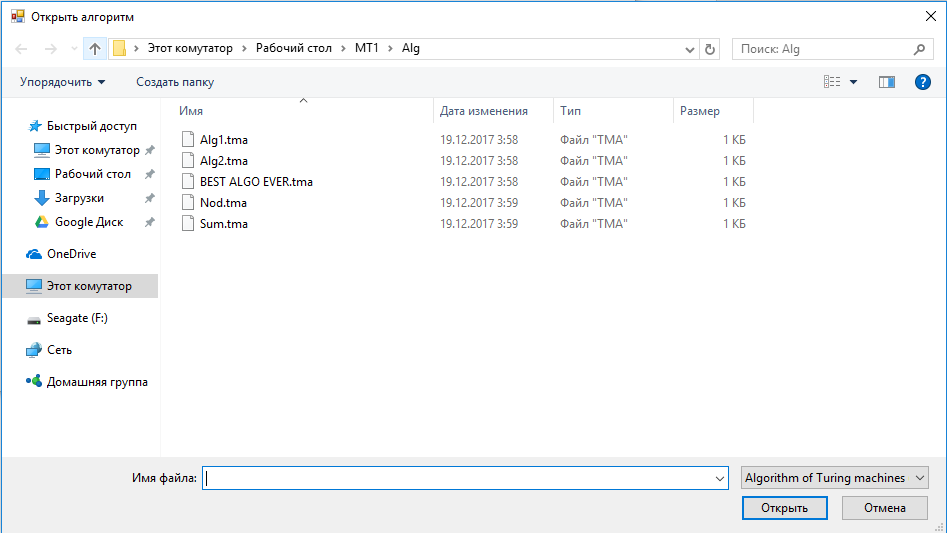 Открыть алгоритм
Этот комутатор > Рабочий стол > МТ1 > Alg
Поиск: Alg
Упорядочить
Создать папку
?
Имя Дата изменения Тип Размер
Alg1.tma 19.12.2017 3:58 Файл "TMA" 1 КБ
Alg2.tma 19.12.2017 3:58 Файл "TMA" 1 КБ
BEST ALGO EVER.tma 19.12.2017 3:58 Файл "TMA" 1 КБ
Nod.tma 19.12.2017 3:59 Файл "TMA" 1 КБ
Sum.tma 19.12.2017 3:59 Файл "TMA" 1 КБ
Быстрый доступ
Этот комутатор
Рабочий стол
Загрузки
Google Диск
OneDrive
Этот комутатор
Seagate (F:)
Сеть
Домашняя группа
Имя файла:
Algorithm of Turing machines
Открыть
Отмена